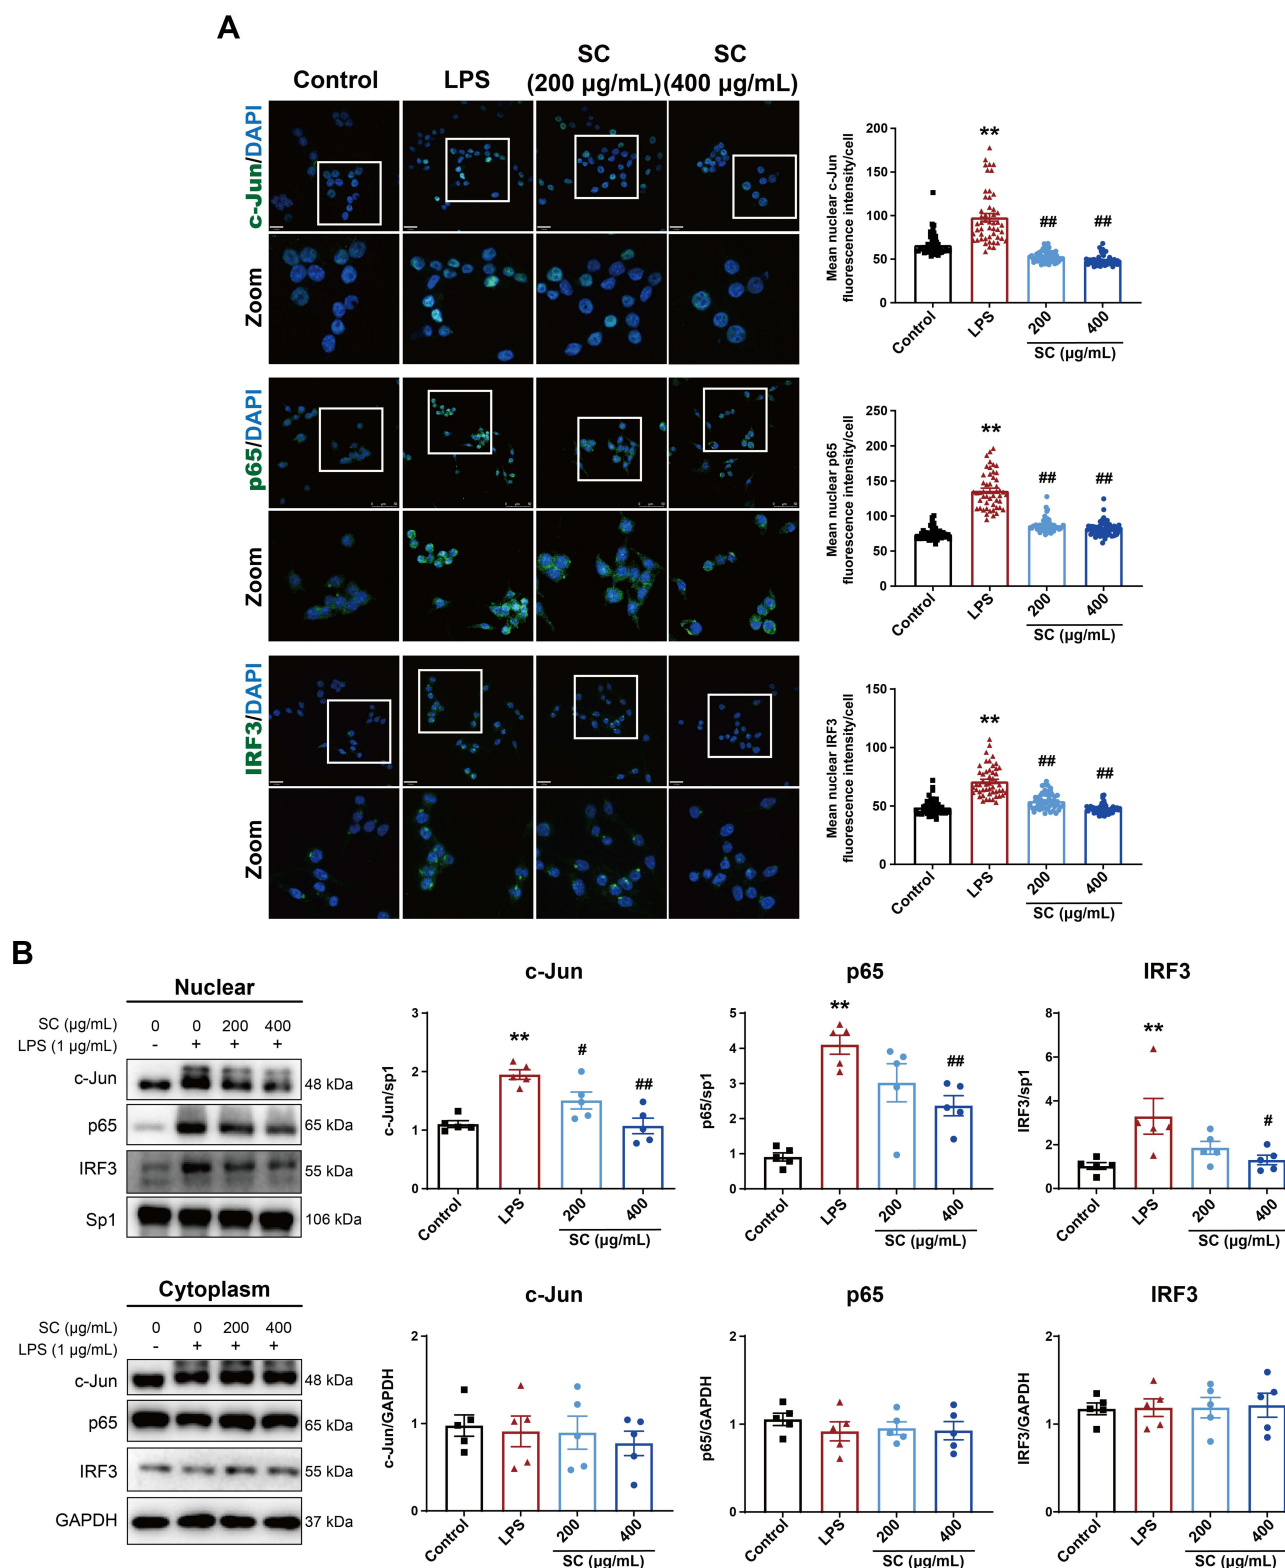 A
Control
LPS
SC
(200 µg/mL)
SC
(400 µg/mL)
c-Jun/DAPI
Zoom
p65/DAPI
Zoom
IRF3/DAPI
Zoom
Mean nuclear c-Jun
fluorescence intensity/cell
200
150
100
50
0
**
##
##
Control
LPS
200
400
SC (µg/mL)
Mean nuclear p65
fluorescence intensity/cell
250
200
150
100
50
0
**
##
##
Control
LPS
200
400
SC (µg/mL)
Mean nuclear IRF3
fluorescence intensity/cell
150
100
50
0
**
##
##
Control
LPS
200
400
SC (µg/mL)
B
Nuclear
SC (µg/mL) 0 0 200 400
LPS (1 µg/mL) - + + +
c-Jun 48 kDa
p65 65 kDa
IRF3 55 kDa
Sp1 106 kDa
c-Jun
c-Jun/sp1
3
2
1
0
**
#
##
Control
LPS
200
400
SC (µg/mL)
p65
p65/sp1
5
4
3
2
1
0
**
##
Control
LPS
200
400
SC (µg/mL)
IRF3
IRF3/sp1
8
6
4
2
0
**
#
Control
LPS
200
400
SC (µg/mL)
Cytoplasm
SC (µg/mL) 0 0 200 400
LPS (1 µg/mL) - + + +
c-Jun 48 kDa
p65 65 kDa
IRF3 55 kDa
GAPDH 37 kDa
c-Jun
c-Jun/GAPDH
2
1
0
Control
LPS
200
400
SC (µg/mL)
p65
p65/GAPDH
2
1
0
Control
LPS
200
400
SC (µg/mL)
IRF3
IRF3/GAPDH
2
1
0
Control
LPS
200
400
SC (µg/mL)